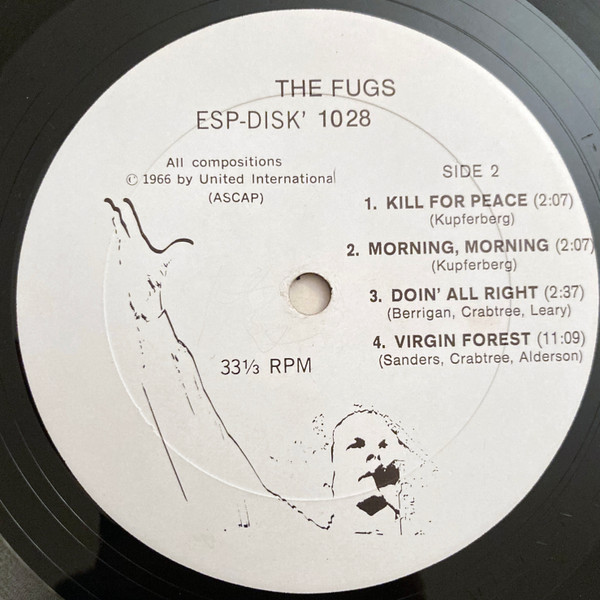 THE FUGS
ESP-DISK' 1028
All compositions
© 1966 by United International
(ASCAP)
SIDE 2
1. KILL FOR PEACE (2:07)
(Kupferberg)
2. MORNING, MORNING (2:07)
(Kupferberg)
3. DOIN' ALL RIGHT (2:37)
(Berrigan, Crabtree, Leary)
4. VIRGIN FOREST (11:09)
(Sanders, Crabtree, Alderson)
33⅓ RPM